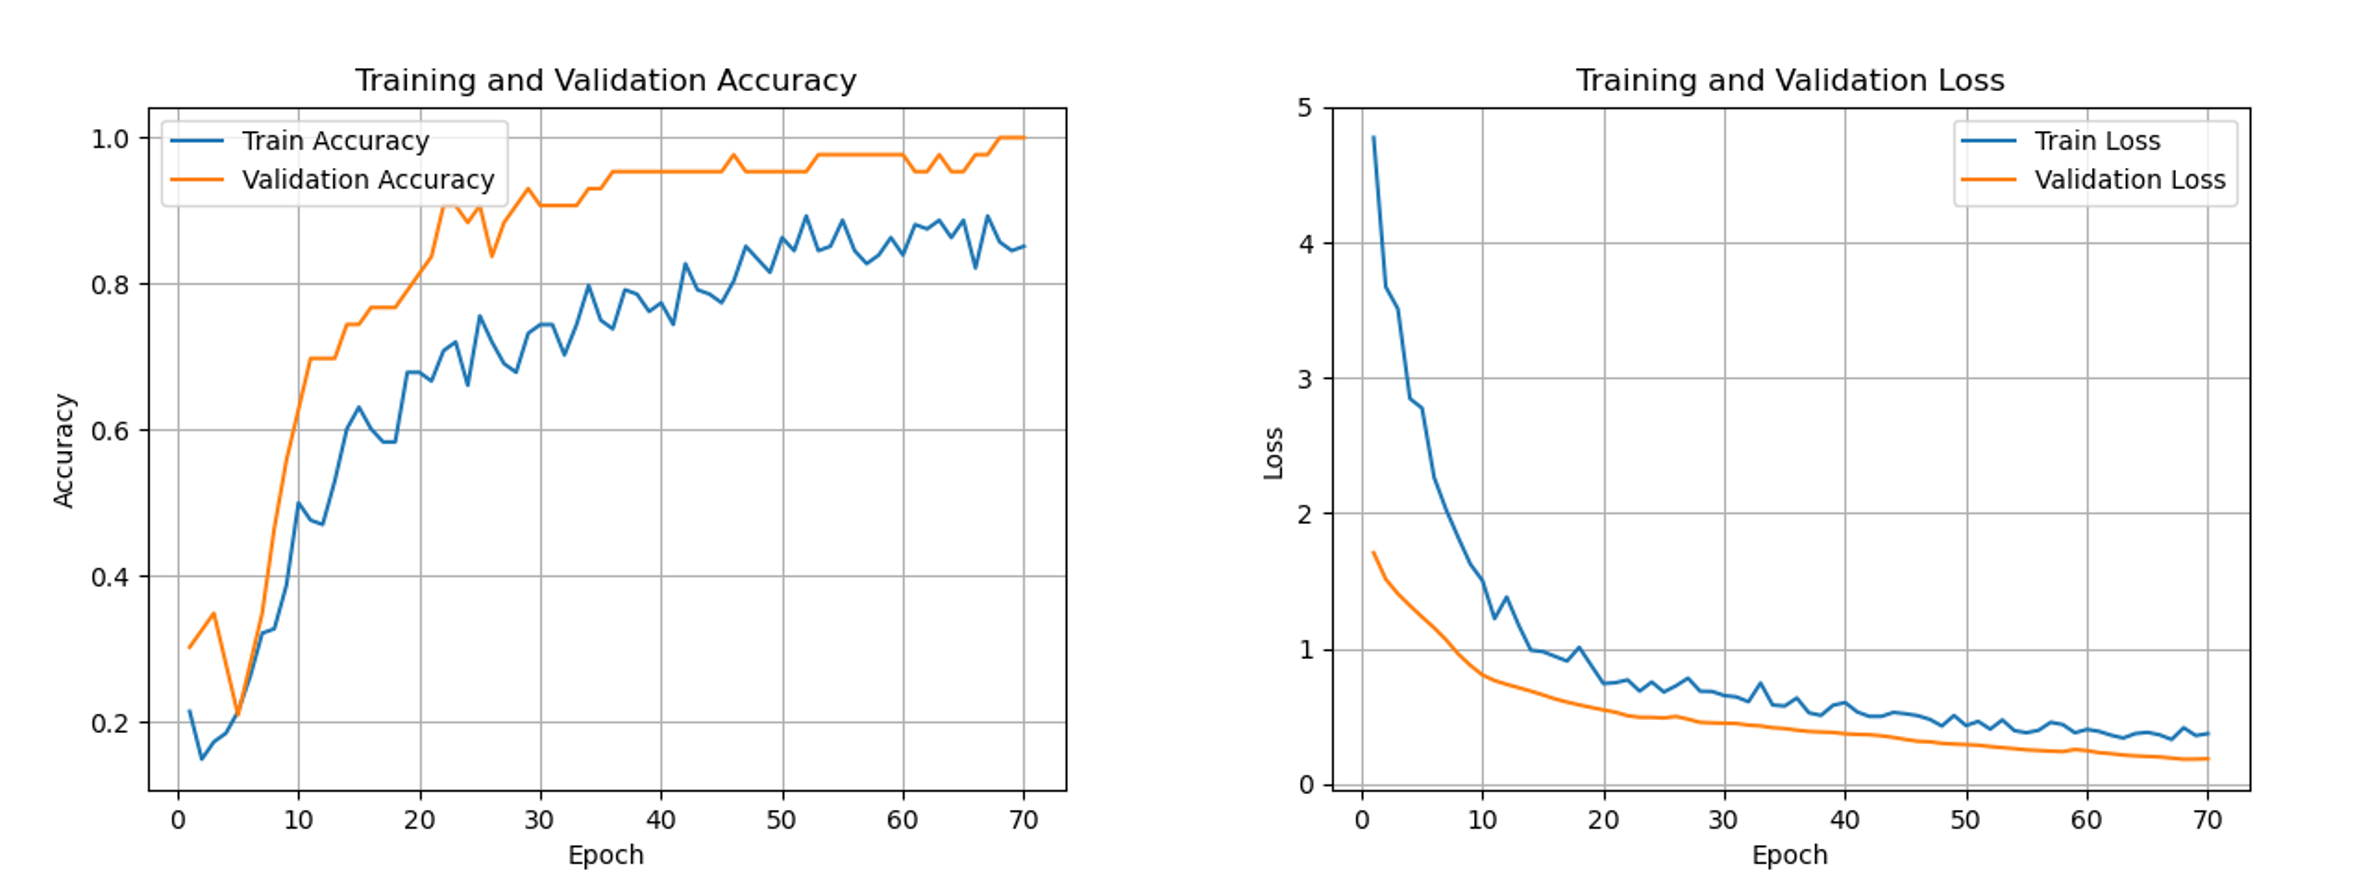 Training and Validation Accuracy
Train Accuracy
Validation Accuracy
1.0
0.8
0.6
0.4
0.2
Accuracy
0 10 20 30 40 50 60 70
Epoch
Training and Validation Loss
Train Loss
Validation Loss
5
4
3
2
1
0
Loss
0 10 20 30 40 50 60 70
Epoch